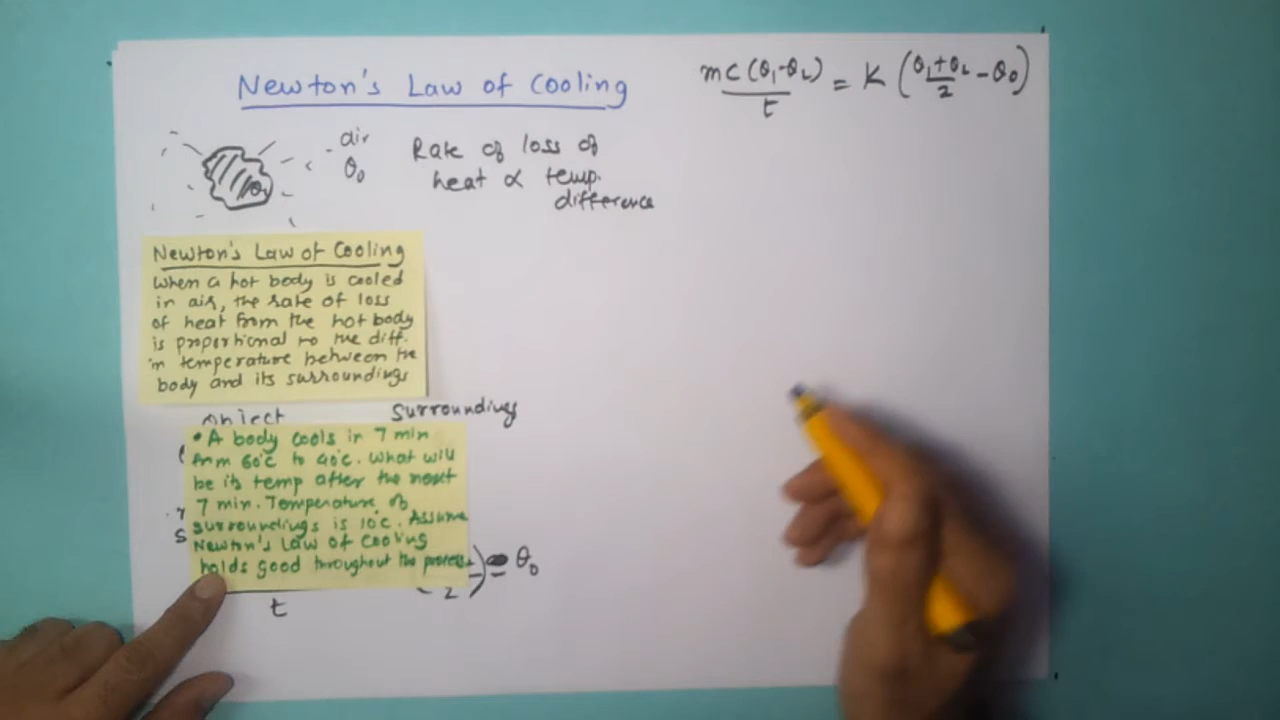 Newton's Law of Cooling
mc(θ₁-θ₂) = K (θ₁+θ₂ - θ₀)
t 2
air
θ₀
Rate of loss of
heat ∝ temp.
difference
Newton's Law of Cooling
When a hot body is cooled
in air, the rate of loss
of heat from the hot body
is proportional to the diff.
in temperature between the
body and its surroundings
Object Surroundings
• A body cools in 7 min
from 60°C to 40°C. What will
be its temp after the next
7 min. Temperature of
surroundings is 10°C. Assume
Newton's Law of Cooling
holds good throughout the process
2 ) - θ₀
t